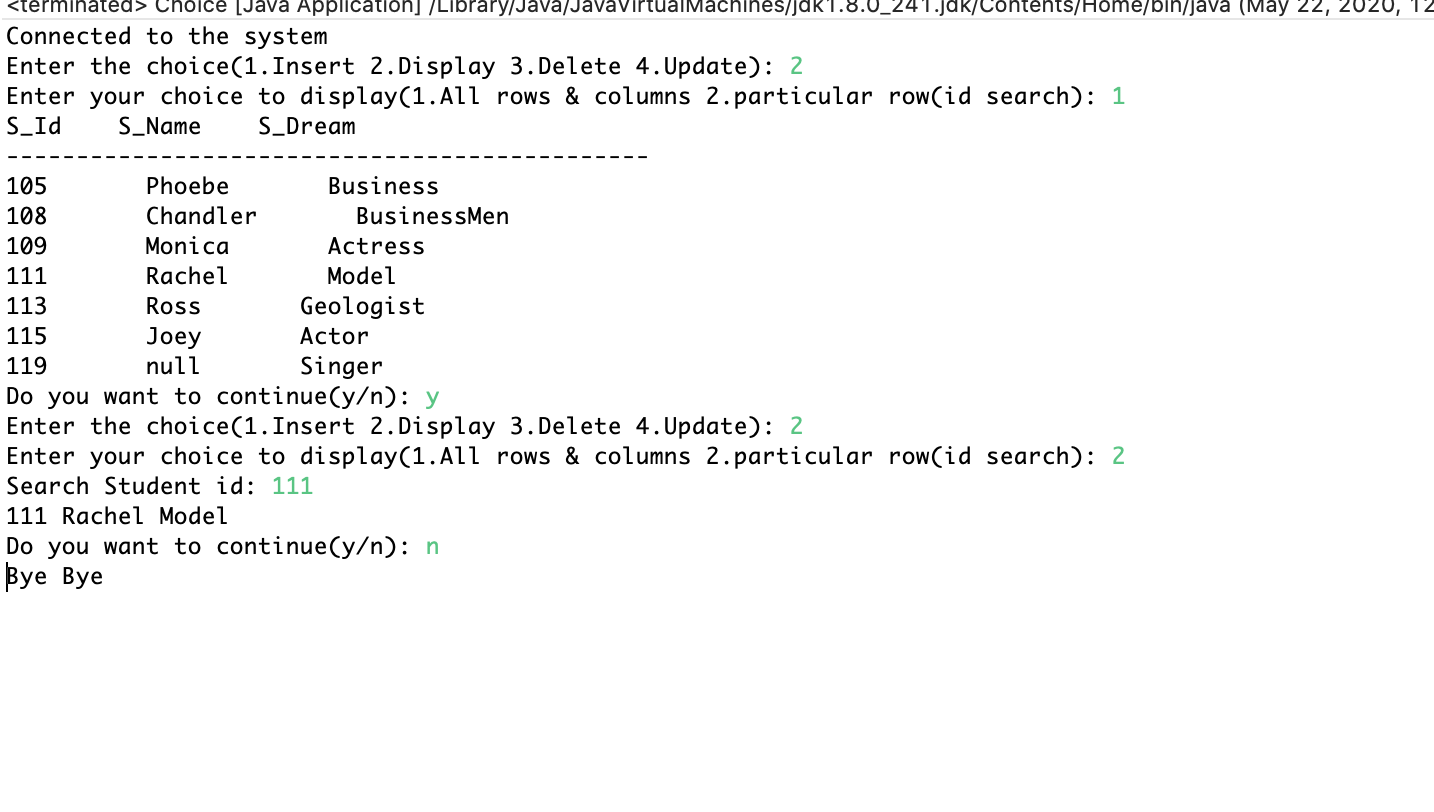 <terminated> Choice [Java Application] /Library/Java/JavaVirtualMachines/jdk1.8.0_241.jdk/Contents/Home/bin/java (May 22, 2020, 12
Connected to the system
Enter the choice(1.Insert 2.Display 3.Delete 4.Update): 2
Enter your choice to display(1.All rows & columns 2.particular row(id search): 1
S_Id    S_Name    S_Dream
----------------------------------------------
105       Phoebe       Business
108       Chandler       BusinessMen
109       Monica       Actress
111       Rachel       Model
113       Ross       Geologist
115       Joey       Actor
119       null       Singer
Do you want to continue(y/n): y
Enter the choice(1.Insert 2.Display 3.Delete 4.Update): 2
Enter your choice to display(1.All rows & columns 2.particular row(id search): 2
Search Student id: 111
111 Rachel Model
Do you want to continue(y/n): n
Bye Bye